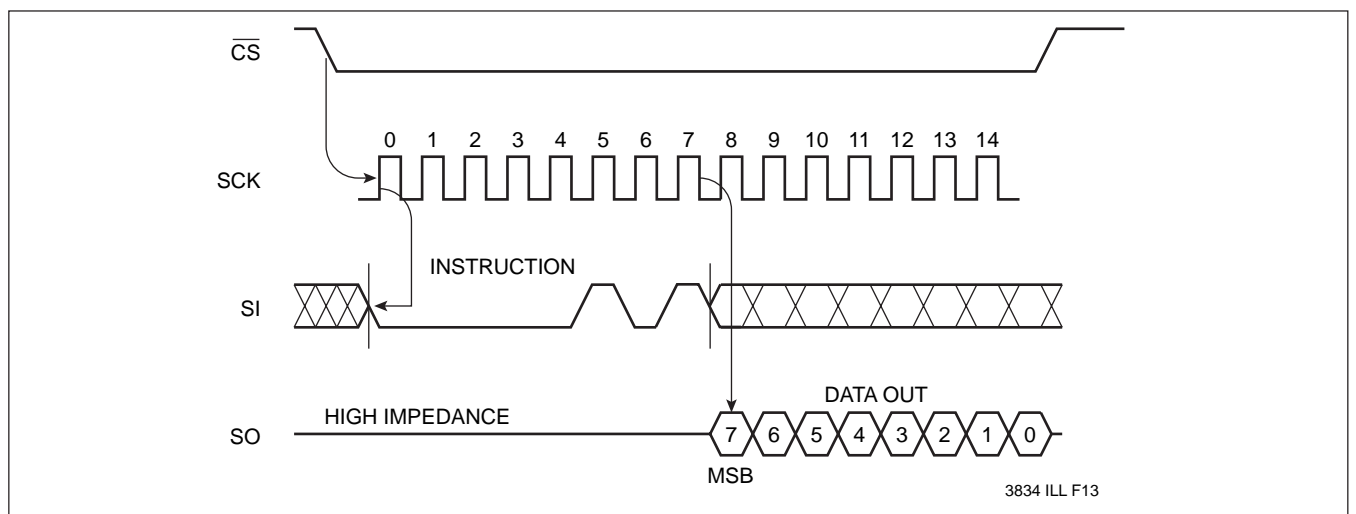 CS
0 1 2 3 4 5 6 7 8 9 10 11 12 13 14
SCK
INSTRUCTION
SI
DATA OUT
HIGH IMPEDANCE
SO
7 6 5 4 3 2 1 0
MSB
3834 ILL F13